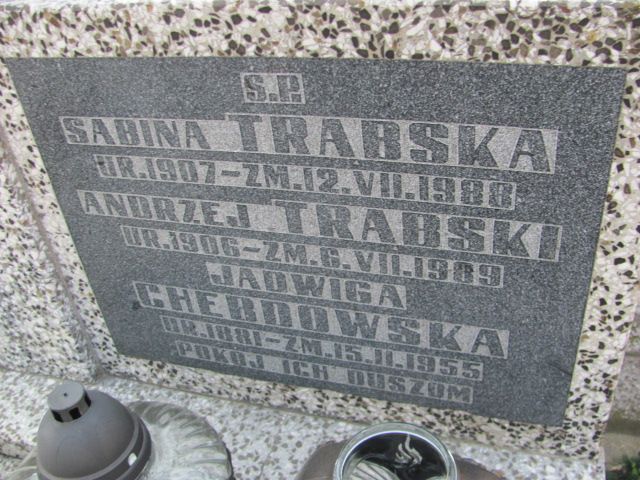 Ś.P.
SABINA TRABSKA
UR.1907-ZM.12.VII.1988
ANDRZEJ TRABSKI
UR.1906-ZM.6.VII.1989
JADWIGA
CHEBDOWSKA
UR.1881-ZM.15.II.1955
POKÓJ ICH DUSZOM